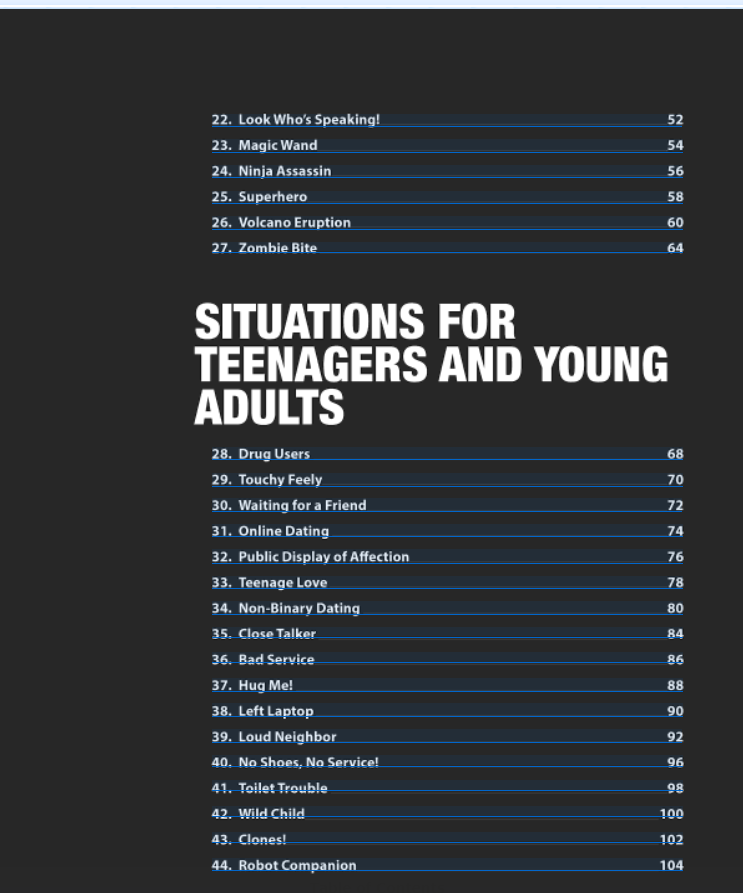 22. Look Who's Speaking! 52
23. Magic Wand 54
24. Ninja Assassin 56
25. Superhero 58
26. Volcano Eruption 60
27. Zombie Bite 64
SITUATIONS FOR
TEENAGERS AND YOUNG
ADULTS
28. Drug Users 68
29. Touchy Feely 70
30. Waiting for a Friend 72
31. Online Dating 74
32. Public Display of Affection 76
33. Teenage Love 78
34. Non-Binary Dating 80
35. Close Talker 84
36. Bad Service 86
37. Hug Me! 88
38. Left Laptop 90
39. Loud Neighbor 92
40. No Shoes, No Service! 96
41. Toilet Trouble 98
42. Wild Child 100
43. Clones! 102
44. Robot Companion 104